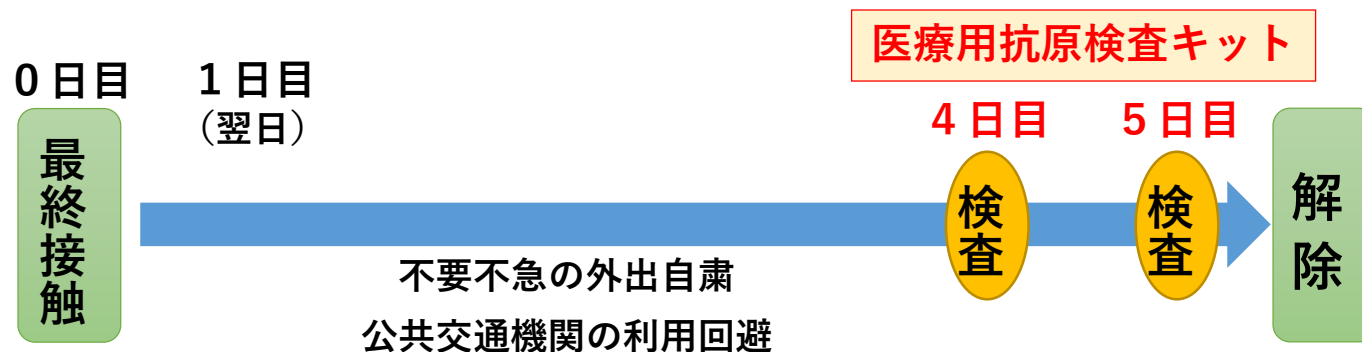 医療用抗原検査キット
0日目
1日目
（翌日）
4日目
5日目
最終接触
検査
検査
解除
不要不急の外出自粛
公共交通機関の利用回避